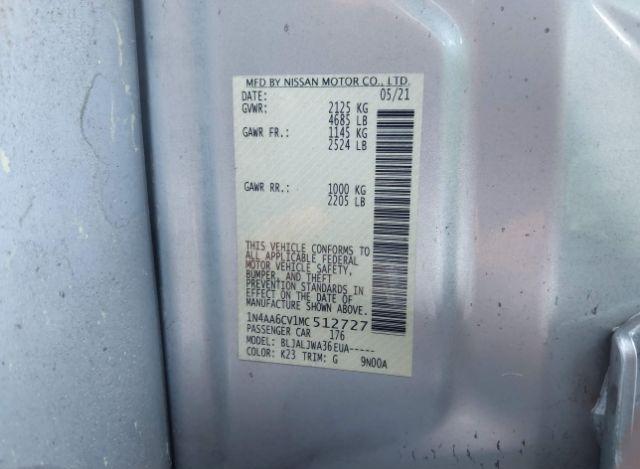 MFD BY NISSAN MOTOR CO., LTD.
DATE: 05/21
GVWR: 2125 KG
4685 LB
GAWR FR.: 1145 KG
2524 LB
GAWR RR.: 1000 KG
2205 LB
THIS VEHICLE CONFORMS TO
ALL APPLICABLE FEDERAL
MOTOR VEHICLE SAFETY,
BUMPER, AND THEFT
PREVENTION STANDARDS IN
EFFECT ON THE DATE OF
MANUFACTURE SHOWN ABOVE.
1N4AA6CV1MC512727
PASSENGER CAR 176
MODEL: BLJALJWA36EUA-----
COLOR: K23 TRIM: G 9N00A